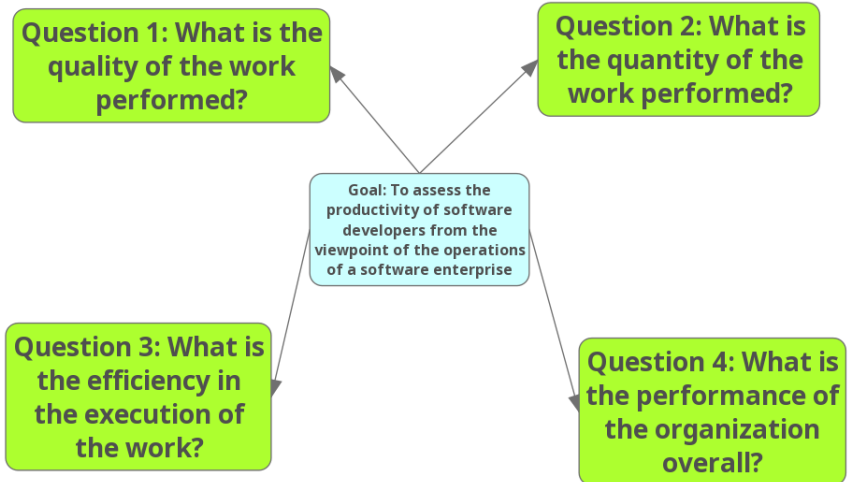 Question 1: What is the
quality of the work
performed?
Question 2: What is
the quantity of the
work performed?
Goal: To assess the
productivity of software
developers from the
viewpoint of the operations
of a software enterprise
Question 3: What is
the efficiency in
the execution of
the work?
Question 4: What is
the performance of
the organization
overall?